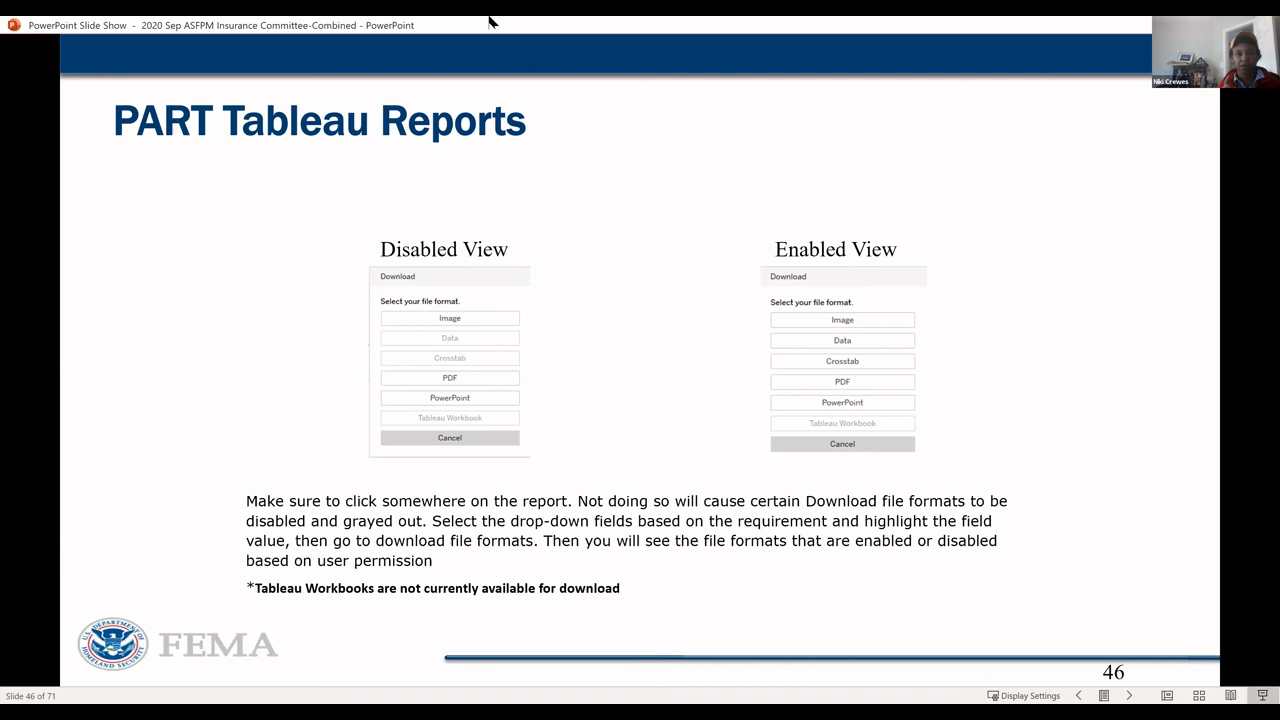 PowerPoint Slide Show - 2020 Sep ASFPM Insurance Committee-Combined - PowerPoint
Niki Crewes
PART Tableau Reports
Disabled View
Download
Select your file format.
Image
Data
Crosstab
PDF
PowerPoint
Tableau Workbook
Cancel
Enabled View
Download
Select your file format.
Image
Data
Crosstab
PDF
PowerPoint
Tableau Workbook
Cancel
Make sure to click somewhere on the report. Not doing so will cause certain Download file formats to be
disabled and grayed out. Select the drop-down fields based on the requirement and highlight the field
value, then go to download file formats. Then you will see the file formats that are enabled or disabled
based on user permission
*Tableau Workbooks are not currently available for download
U.S. DEPARTMENT OF HOMELAND SECURITY
FEMA
46
Slide 46 of 71
Display Settings